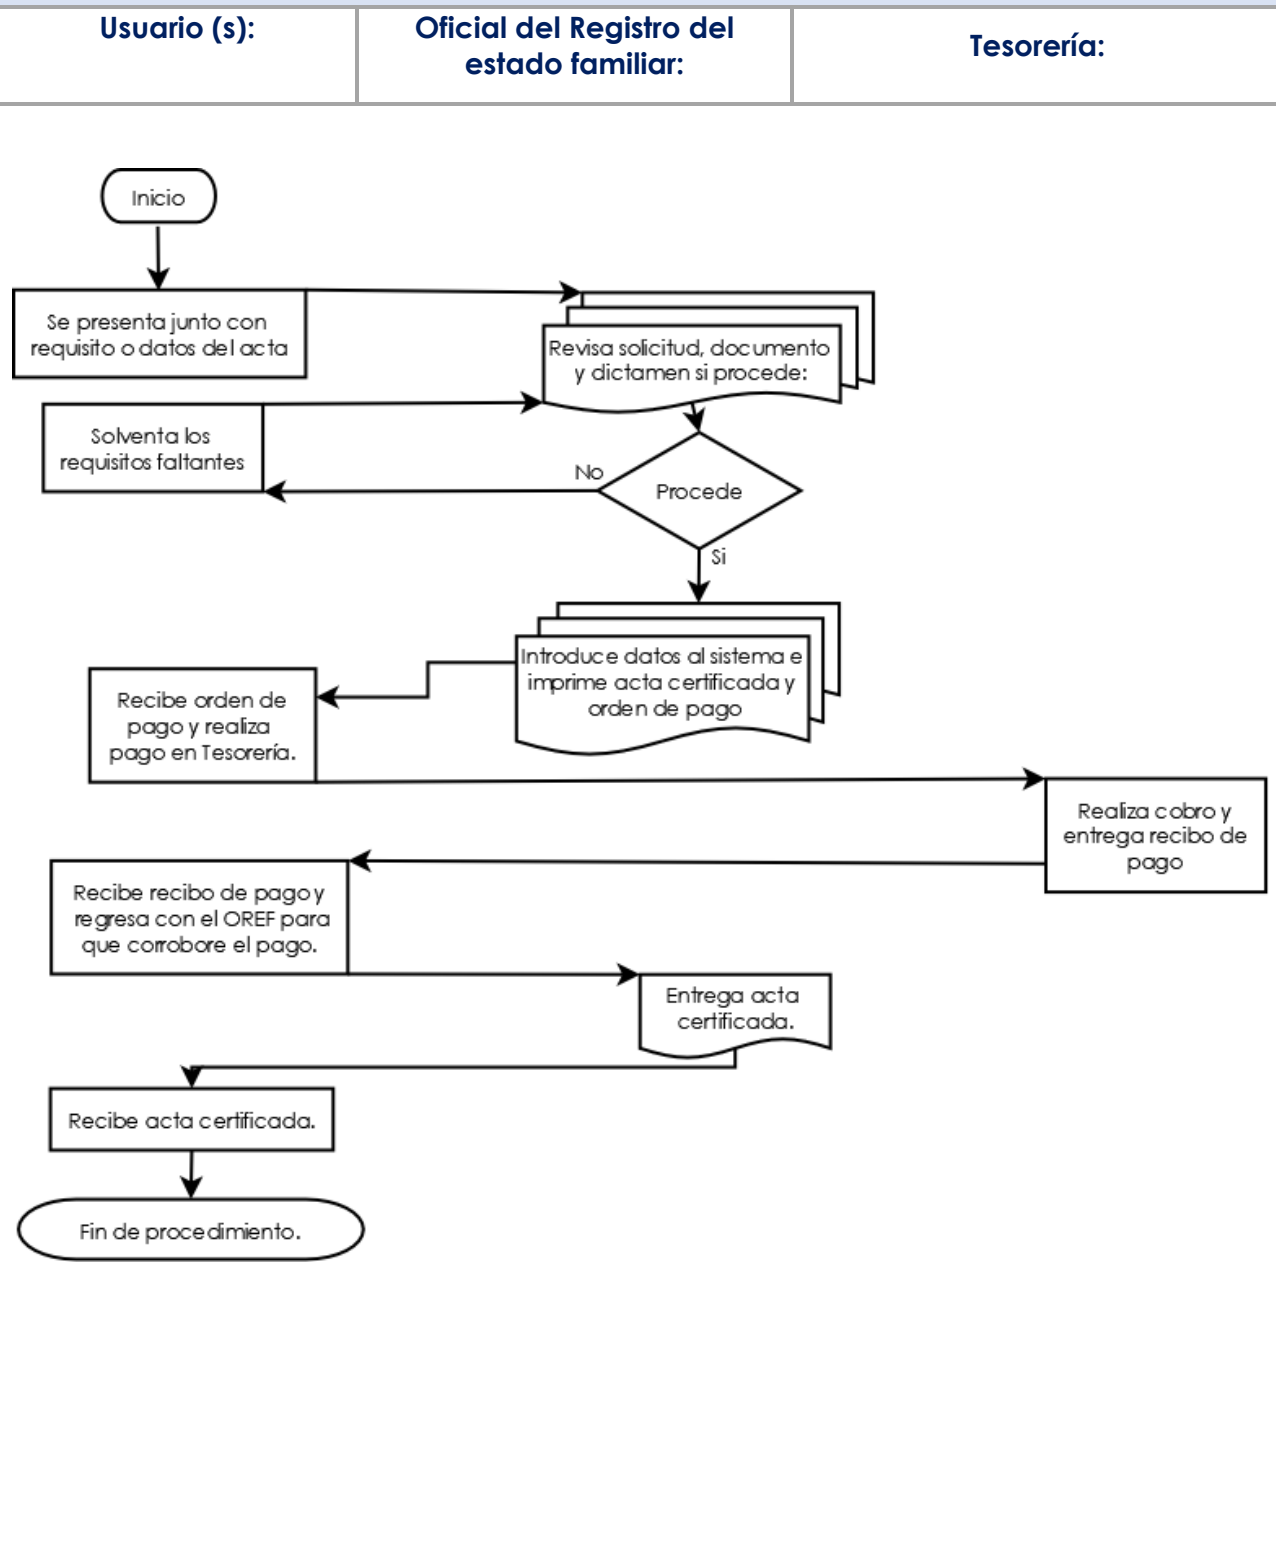 Usuario (s):
Oficial del Registro del
estado familiar:
Tesorería:
Inicio
Se presenta junto con
requisito o datos del acta
Revisa solicitud, documento
y dictamen si procede:
Solventa los
requisitos faltantes
No
Procede
Si
Introduce datos al sistema e
imprime acta certificada y
orden de pago
Recibe orden de
pago y realiza
pago en Tesorería.
Realiza cobro y
entrega recibo de
pago
Recibe recibo de pago y
regresa con el OREF para
que corrobore el pago.
Entrega acta
certificada.
Recibe acta certificada.
Fin de procedimiento.